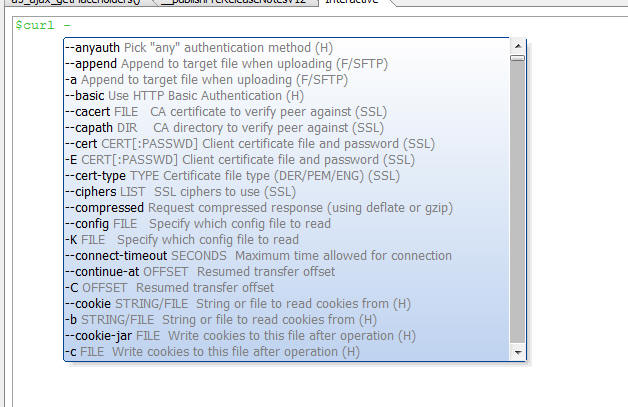 Interactive
$curl -
--anyauth Pick "any" authentication method (H)
--append Append to target file when uploading (F/SFTP)
-a Append to target file when uploading (F/SFTP)
--basic Use HTTP Basic Authentication (H)
--cacert FILE CA certificate to verify peer against (SSL)
--capath DIR CA directory to verify peer against (SSL)
--cert CERT[:PASSWD] Client certificate file and password (SSL)
-E CERT[:PASSWD] Client certificate file and password (SSL)
--cert-type TYPE Certificate file type (DER/PEM/ENG) (SSL)
--ciphers LIST SSL ciphers to use (SSL)
--compressed Request compressed response (using deflate or gzip)
--config FILE Specify which config file to read
-K FILE Specify which config file to read
--connect-timeout SECONDS Maximum time allowed for connection
--continue-at OFFSET Resumed transfer offset
-C OFFSET Resumed transfer offset
--cookie STRING/FILE String or file to read cookies from (H)
-b STRING/FILE String or file to read cookies from (H)
--cookie-jar FILE Write cookies to this file after operation (H)
-c FILE Write cookies to this file after operation (H)